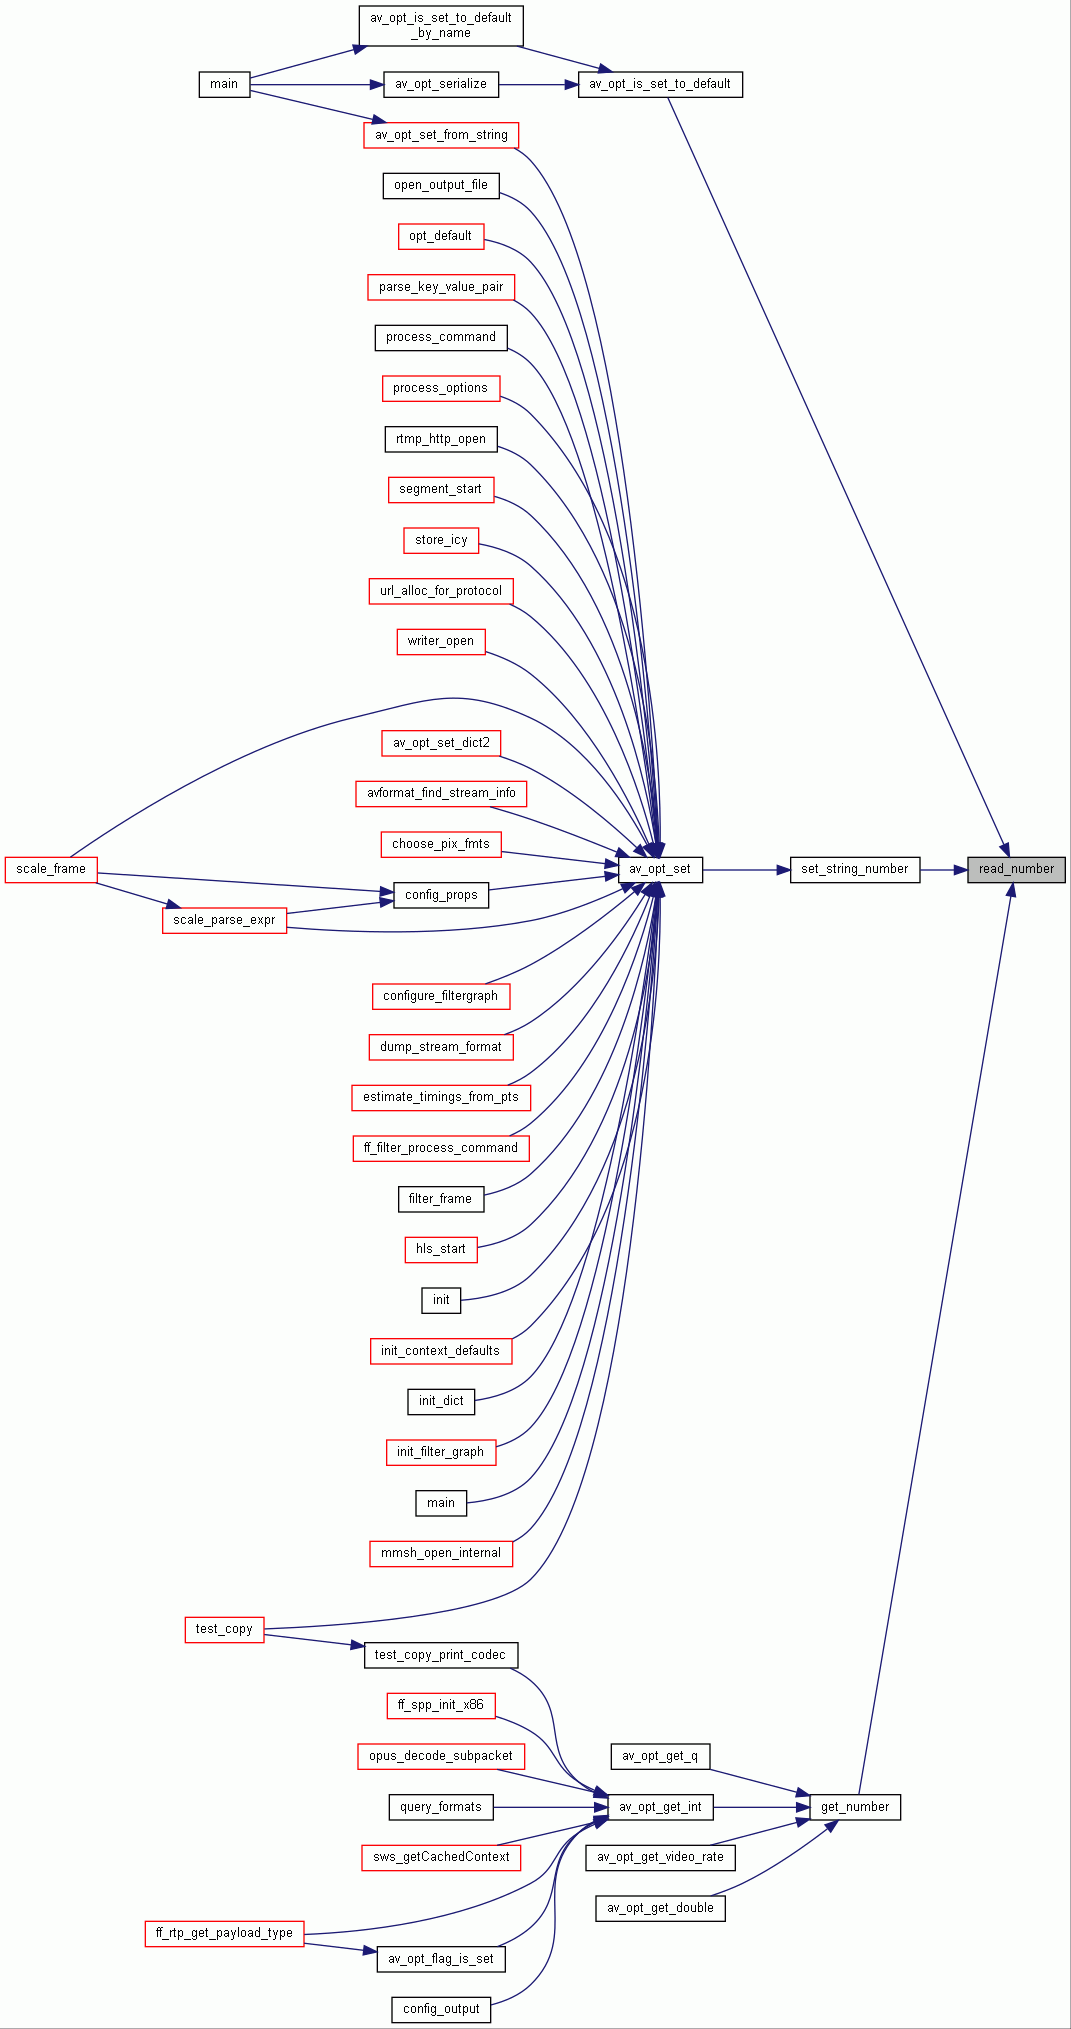 av_opt_is_set_to_default
_by_name
main
av_opt_serialize
av_opt_is_set_to_default
av_opt_set_from_string
open_output_file
opt_default
parse_key_value_pair
process_command
process_options
rtmp_http_open
segment_start
store_icy
url_alloc_for_protocol
writer_open
av_opt_set_dict2
avformat_find_stream_info
choose_pix_fmts
scale_frame
av_opt_set
set_string_number
read_number
config_props
scale_parse_expr
configure_filtergraph
dump_stream_format
estimate_timings_from_pts
ff_filter_process_command
filter_frame
hls_start
init
init_context_defaults
init_dict
init_filter_graph
main
mmsh_open_internal
test_copy
test_copy_print_codec
ff_spp_init_x86
opus_decode_subpacket
av_opt_get_q
query_formats
av_opt_get_int
get_number
sws_getCachedContext
av_opt_get_video_rate
av_opt_get_double
ff_rtp_get_payload_type
av_opt_flag_is_set
config_output